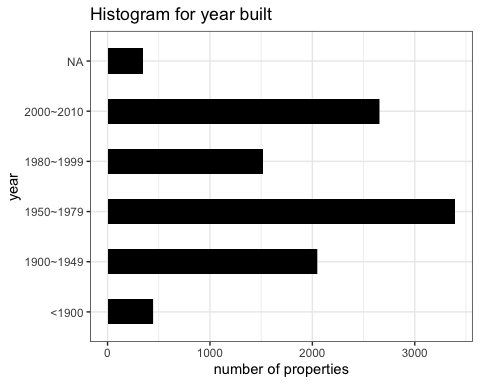 Histogram for year built
year
NA
2000~2010
1980~1999
1950~1979
1900~1949
<1900
0 1000 2000 3000
number of properties